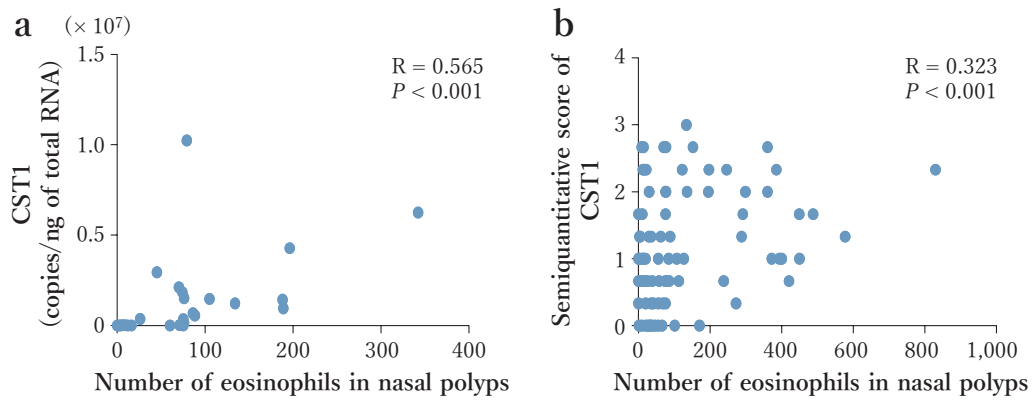 a
(× 10⁷)
CST1
(copies/ng of total RNA)
1.5
1.0
0.5
0
R = 0.565
P < 0.001
0
100
200
300
400
Number of eosinophils in nasal polyps
b
Semiquantitative score of
CST1
4
3
2
1
0
R = 0.323
P < 0.001
0
200
400
600
800
1,000
Number of eosinophils in nasal polyps